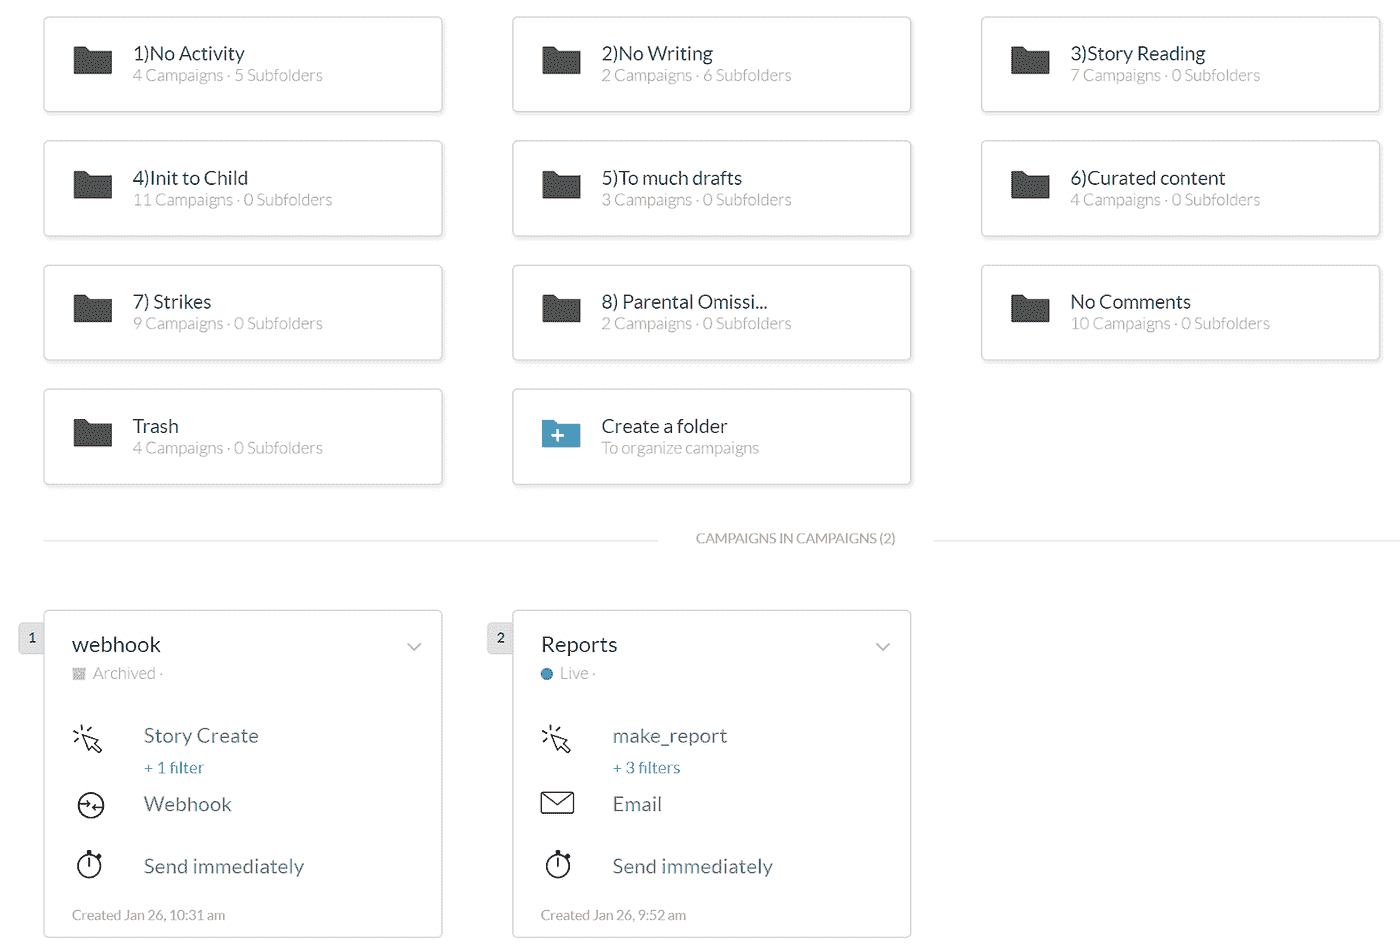 1)No Activity
4 Campaigns · 5 Subfolders
2)No Writing
2 Campaigns · 6 Subfolders
3)Story Reading
7 Campaigns · 0 Subfolders
4)Init to Child
11 Campaigns · 0 Subfolders
5)To much drafts
3 Campaigns · 0 Subfolders
6)Curated content
4 Campaigns · 0 Subfolders
7) Strikes
9 Campaigns · 0 Subfolders
8) Parental Omissi...
2 Campaigns · 0 Subfolders
No Comments
10 Campaigns · 0 Subfolders
Trash
4 Campaigns · 0 Subfolders
Create a folder
To organize campaigns
CAMPAIGNS IN CAMPAIGNS (2)
1
webhook
Archived ·
Story Create
+ 1 filter
Webhook
Send immediately
Created Jan 26, 10:31 am
2
Reports
Live ·
make_report
+ 3 filters
Email
Send immediately
Created Jan 26, 9:52 am